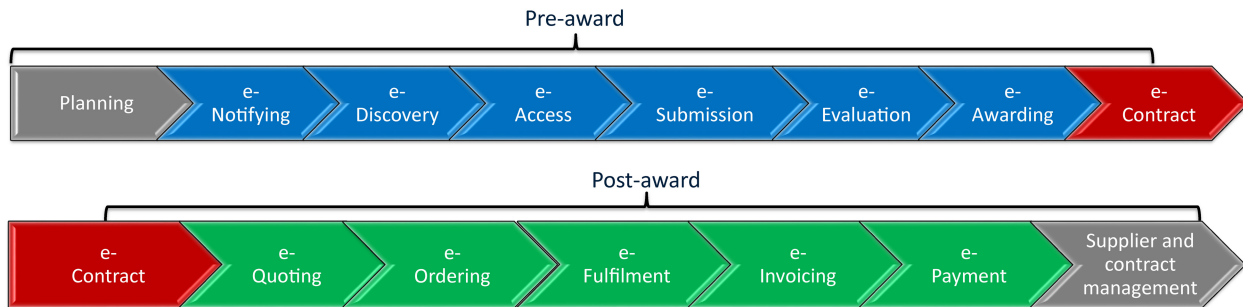 Pre-award
Planning
e-
Notifying
e-
Discovery
e-
Access
e-
Submission
e-
Evaluation
e-
Awarding
e-
Contract
Post-award
e-
Contract
e-
Quoting
e-
Ordering
e-
Fulfilment
e-
Invoicing
e-
Payment
Supplier and
contract
management